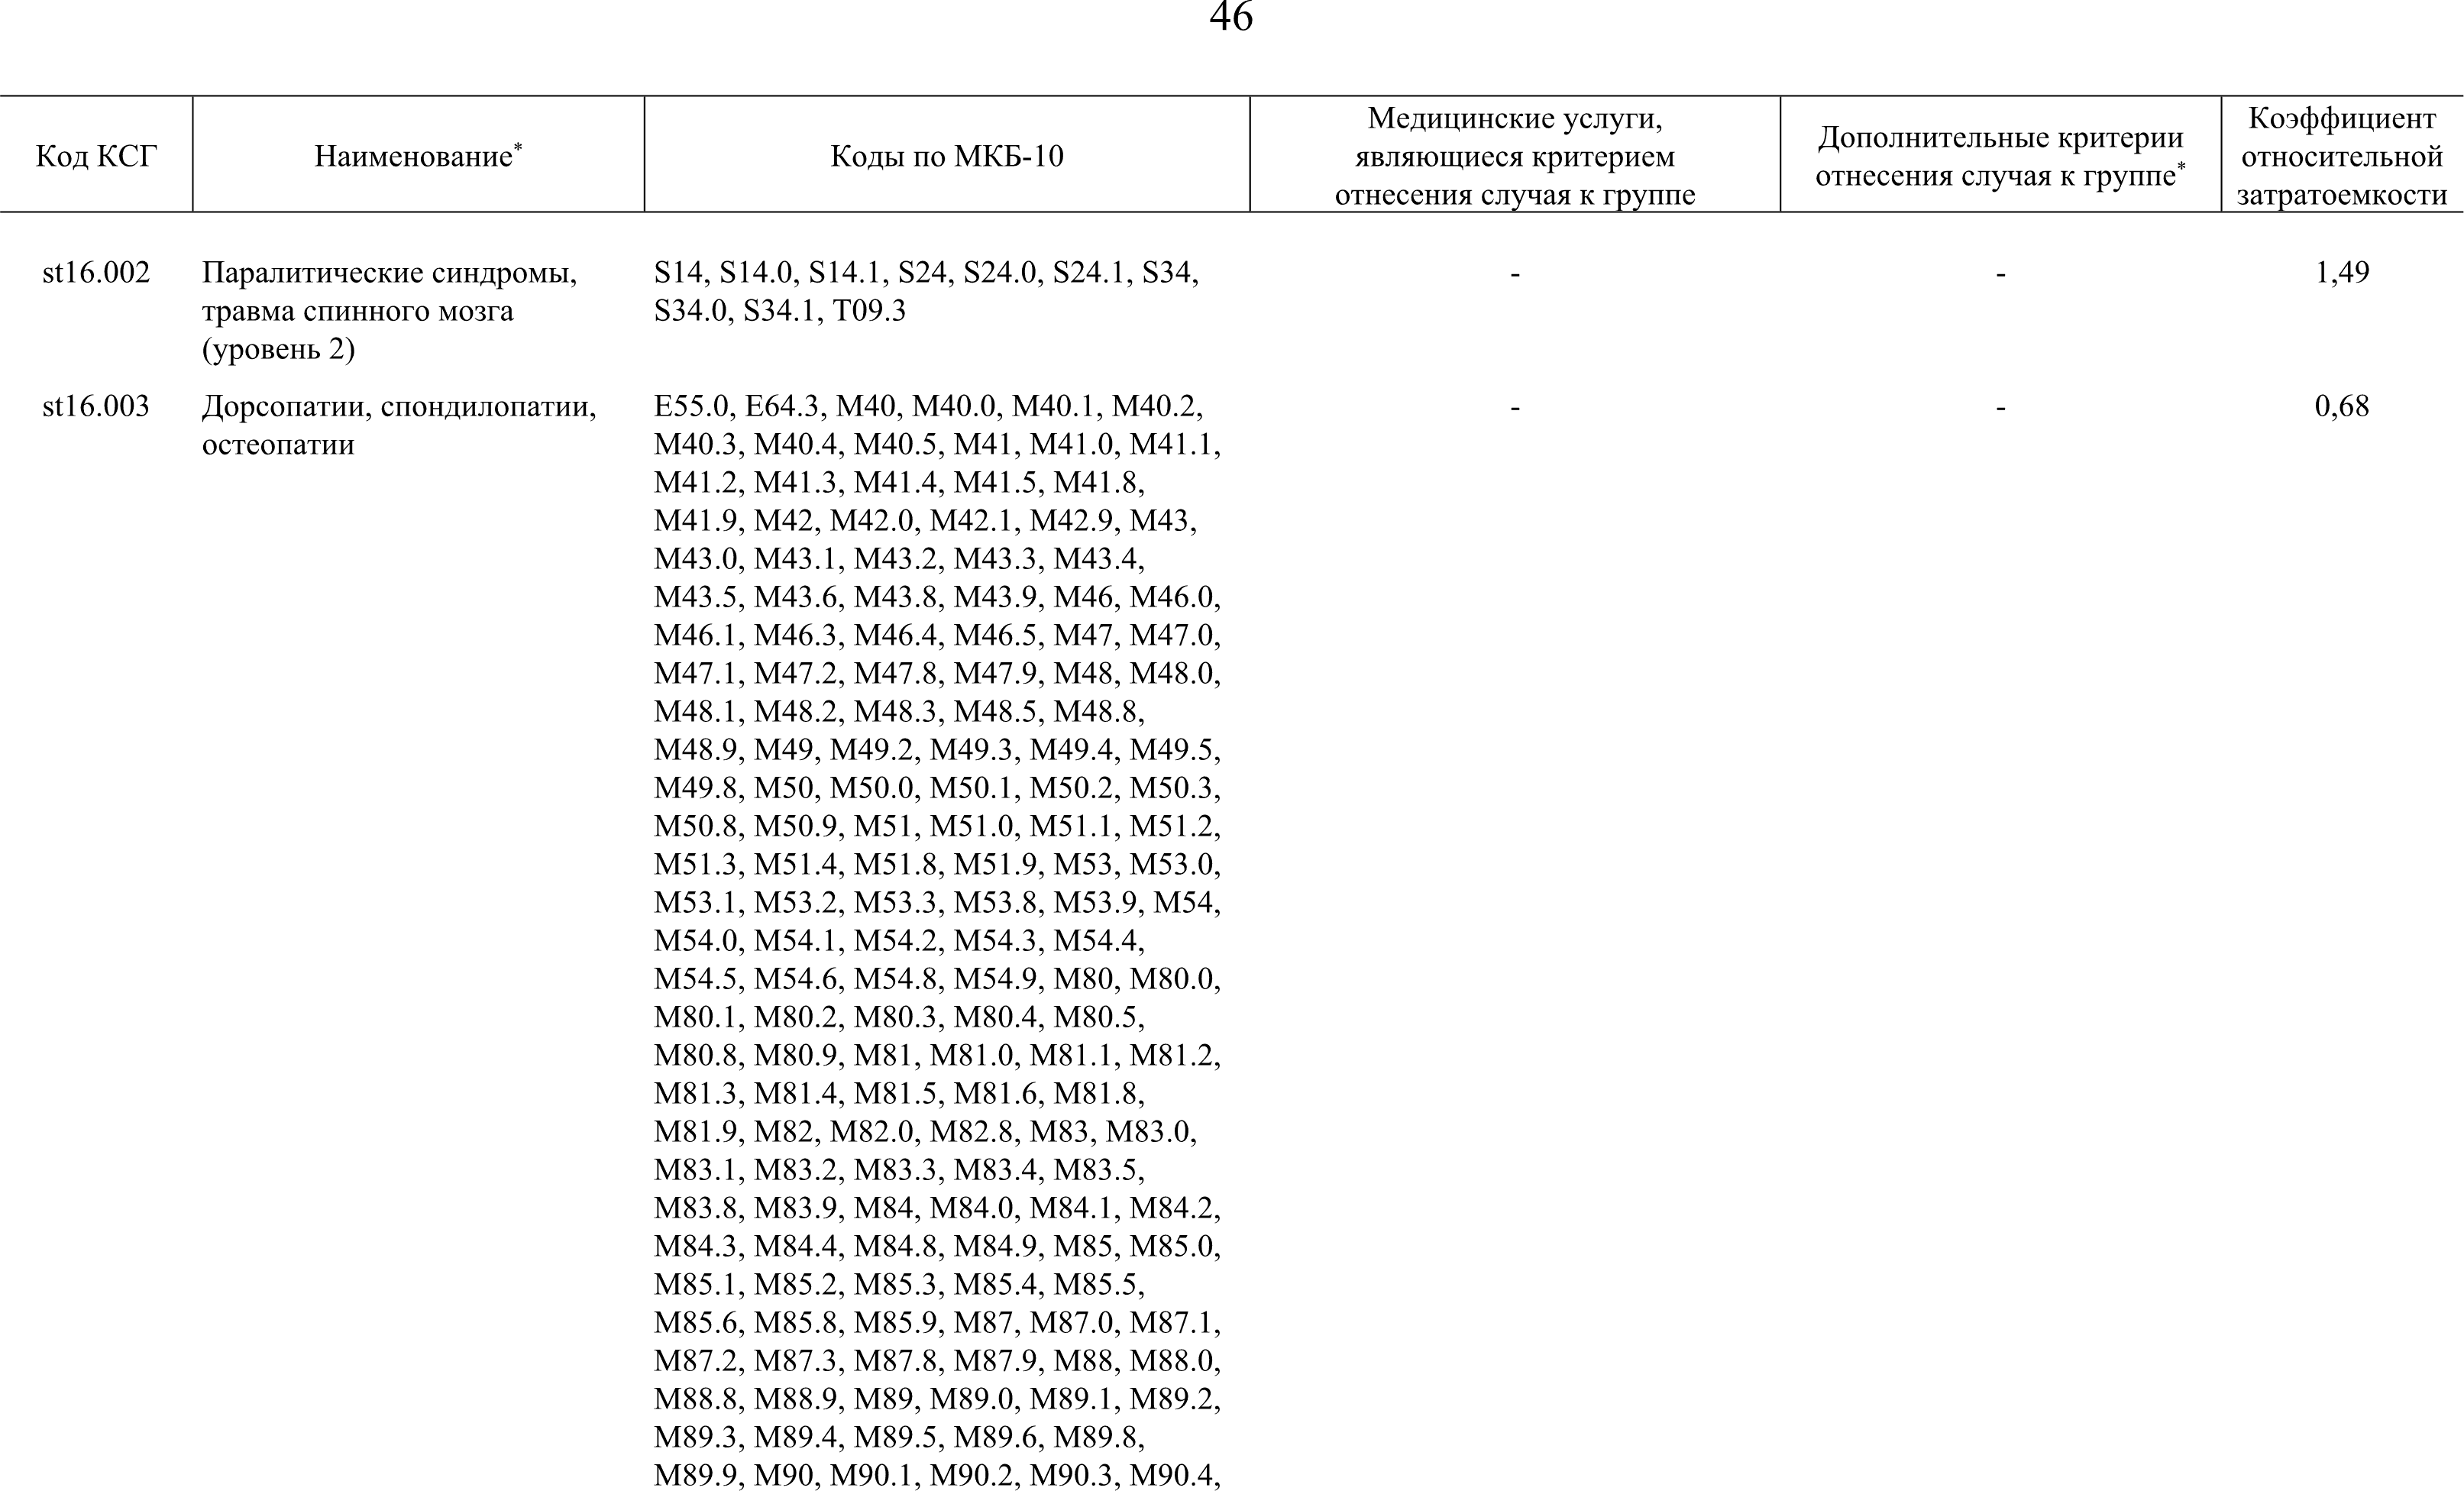 46
Код КСГ
Наименование*
Коды по МКБ-10
Медицинские услуги,
являющиеся критерием
отнесения случая к группе
Дополнительные критерии
отнесения случая к группе*
Коэффициент
относительной
затратоемкости
st16.002
Паралитические синдромы,
травма спинного мозга
(уровень 2)
S14, S14.0, S14.1, S24, S24.0, S24.1, S34,
S34.0, S34.1, T09.3
-
-
1,49
st16.003
Дорсопатии, спондилопатии,
остеопатии
E55.0, E64.3, M40, M40.0, M40.1, M40.2,
M40.3, M40.4, M40.5, M41, M41.0, M41.1,
M41.2, M41.3, M41.4, M41.5, M41.8,
M41.9, M42, M42.0, M42.1, M42.9, M43,
M43.0, M43.1, M43.2, M43.3, M43.4,
M43.5, M43.6, M43.8, M43.9, M46, M46.0,
M46.1, M46.3, M46.4, M46.5, M47, M47.0,
M47.1, M47.2, M47.8, M47.9, M48, M48.0,
M48.1, M48.2, M48.3, M48.5, M48.8,
M48.9, M49, M49.2, M49.3, M49.4, M49.5,
M49.8, M50, M50.0, M50.1, M50.2, M50.3,
M50.8, M50.9, M51, M51.0, M51.1, M51.2,
M51.3, M51.4, M51.8, M51.9, M53, M53.0,
M53.1, M53.2, M53.3, M53.8, M53.9, M54,
M54.0, M54.1, M54.2, M54.3, M54.4,
M54.5, M54.6, M54.8, M54.9, M80, M80.0,
M80.1, M80.2, M80.3, M80.4, M80.5,
M80.8, M80.9, M81, M81.0, M81.1, M81.2,
M81.3, M81.4, M81.5, M81.6, M81.8,
M81.9, M82, M82.0, M82.8, M83, M83.0,
M83.1, M83.2, M83.3, M83.4, M83.5,
M83.8, M83.9, M84, M84.0, M84.1, M84.2,
M84.3, M84.4, M84.8, M84.9, M85, M85.0,
M85.1, M85.2, M85.3, M85.4, M85.5,
M85.6, M85.8, M85.9, M87, M87.0, M87.1,
M87.2, M87.3, M87.8, M87.9, M88, M88.0,
M88.8, M88.9, M89, M89.0, M89.1, M89.2,
M89.3, M89.4, M89.5, M89.6, M89.8,
M89.9, M90, M90.1, M90.2, M90.3, M90.4,
-
-
0,68